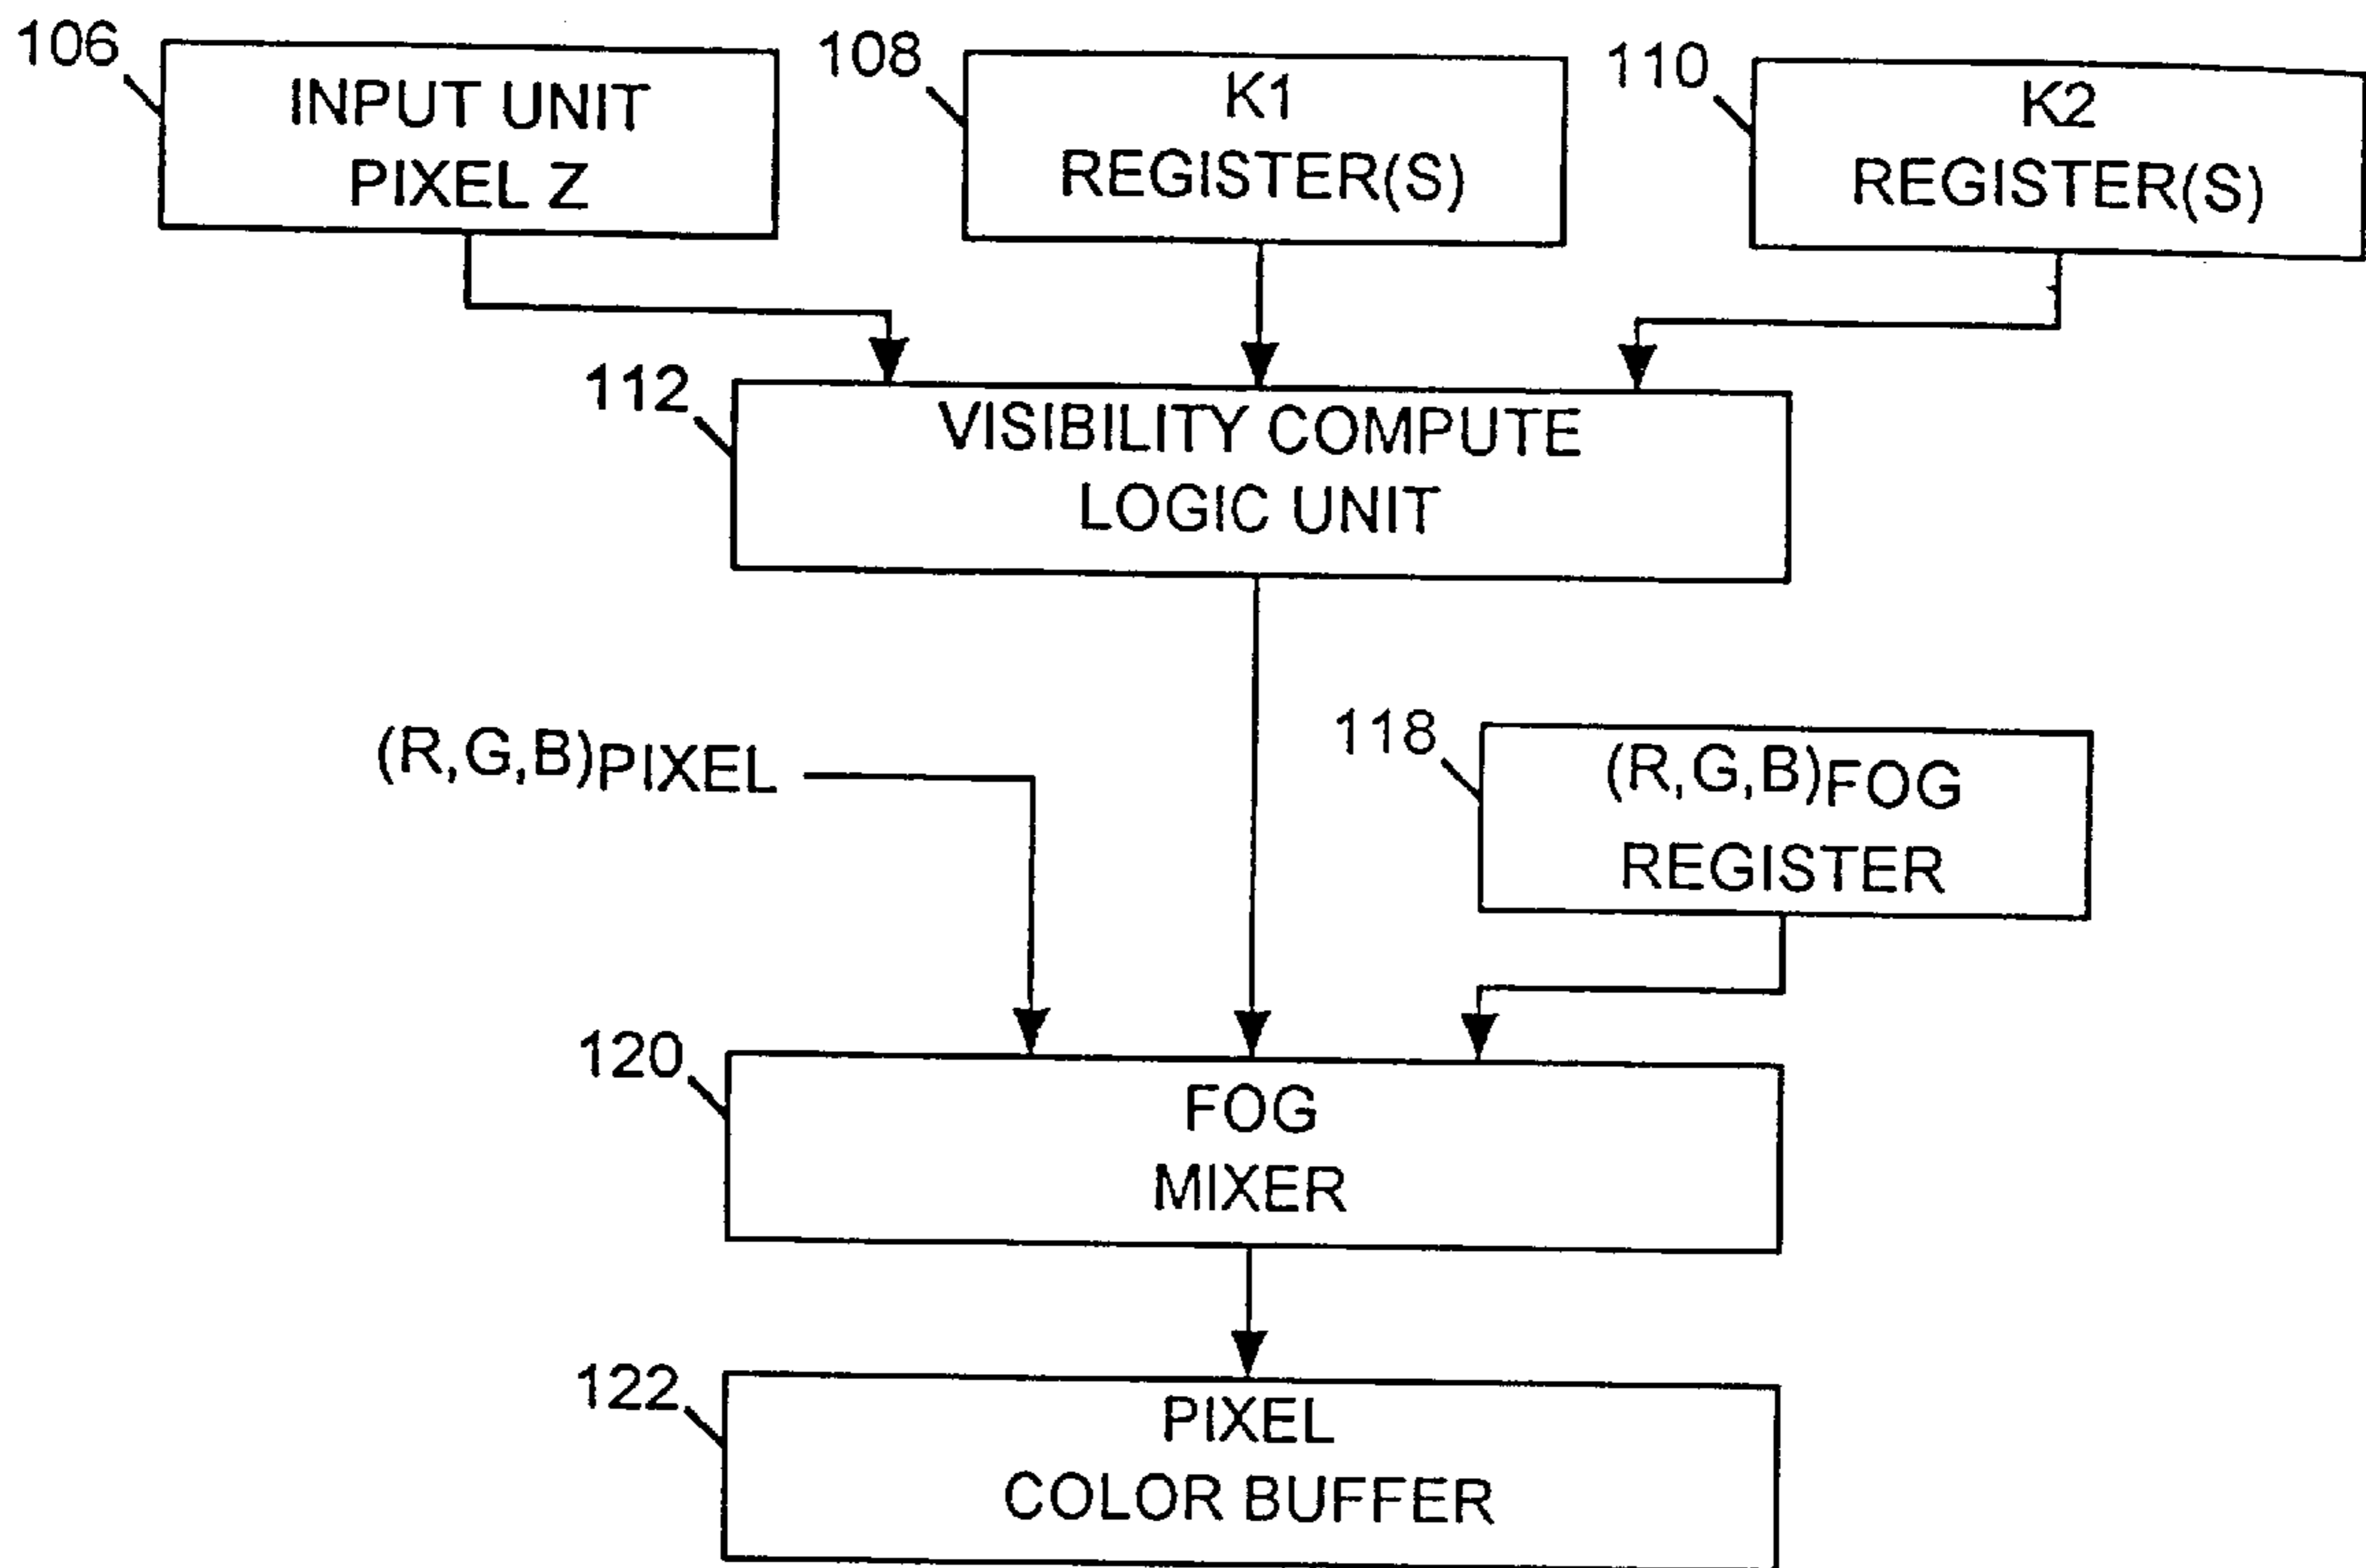 106
INPUT UNIT
PIXEL Z
108
K1
REGISTER(S)
110
K2
REGISTER(S)
112
VISIBILITY COMPUTE
LOGIC UNIT
(R,G,B)PIXEL
118
(R,G,B)FOG
REGISTER
120
FOG
MIXER
122
PIXEL
COLOR BUFFER